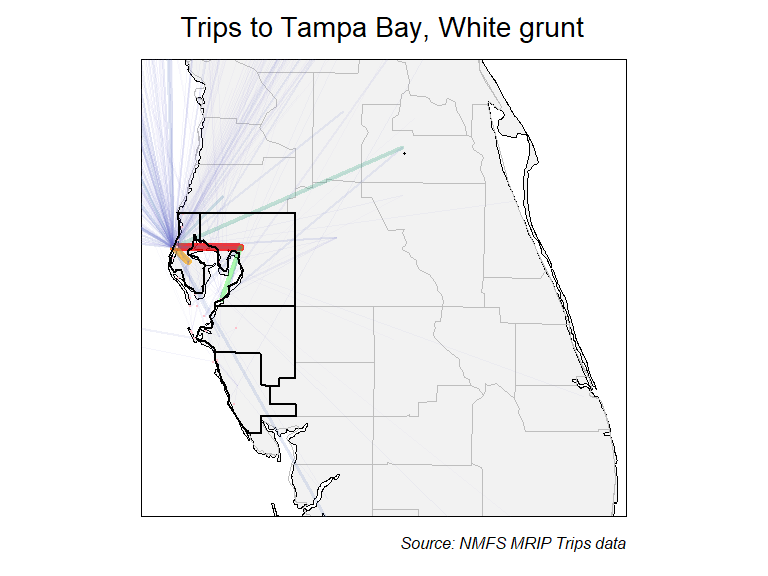 Trips to Tampa Bay, White grunt
Source: NMFS MRIP Trips data